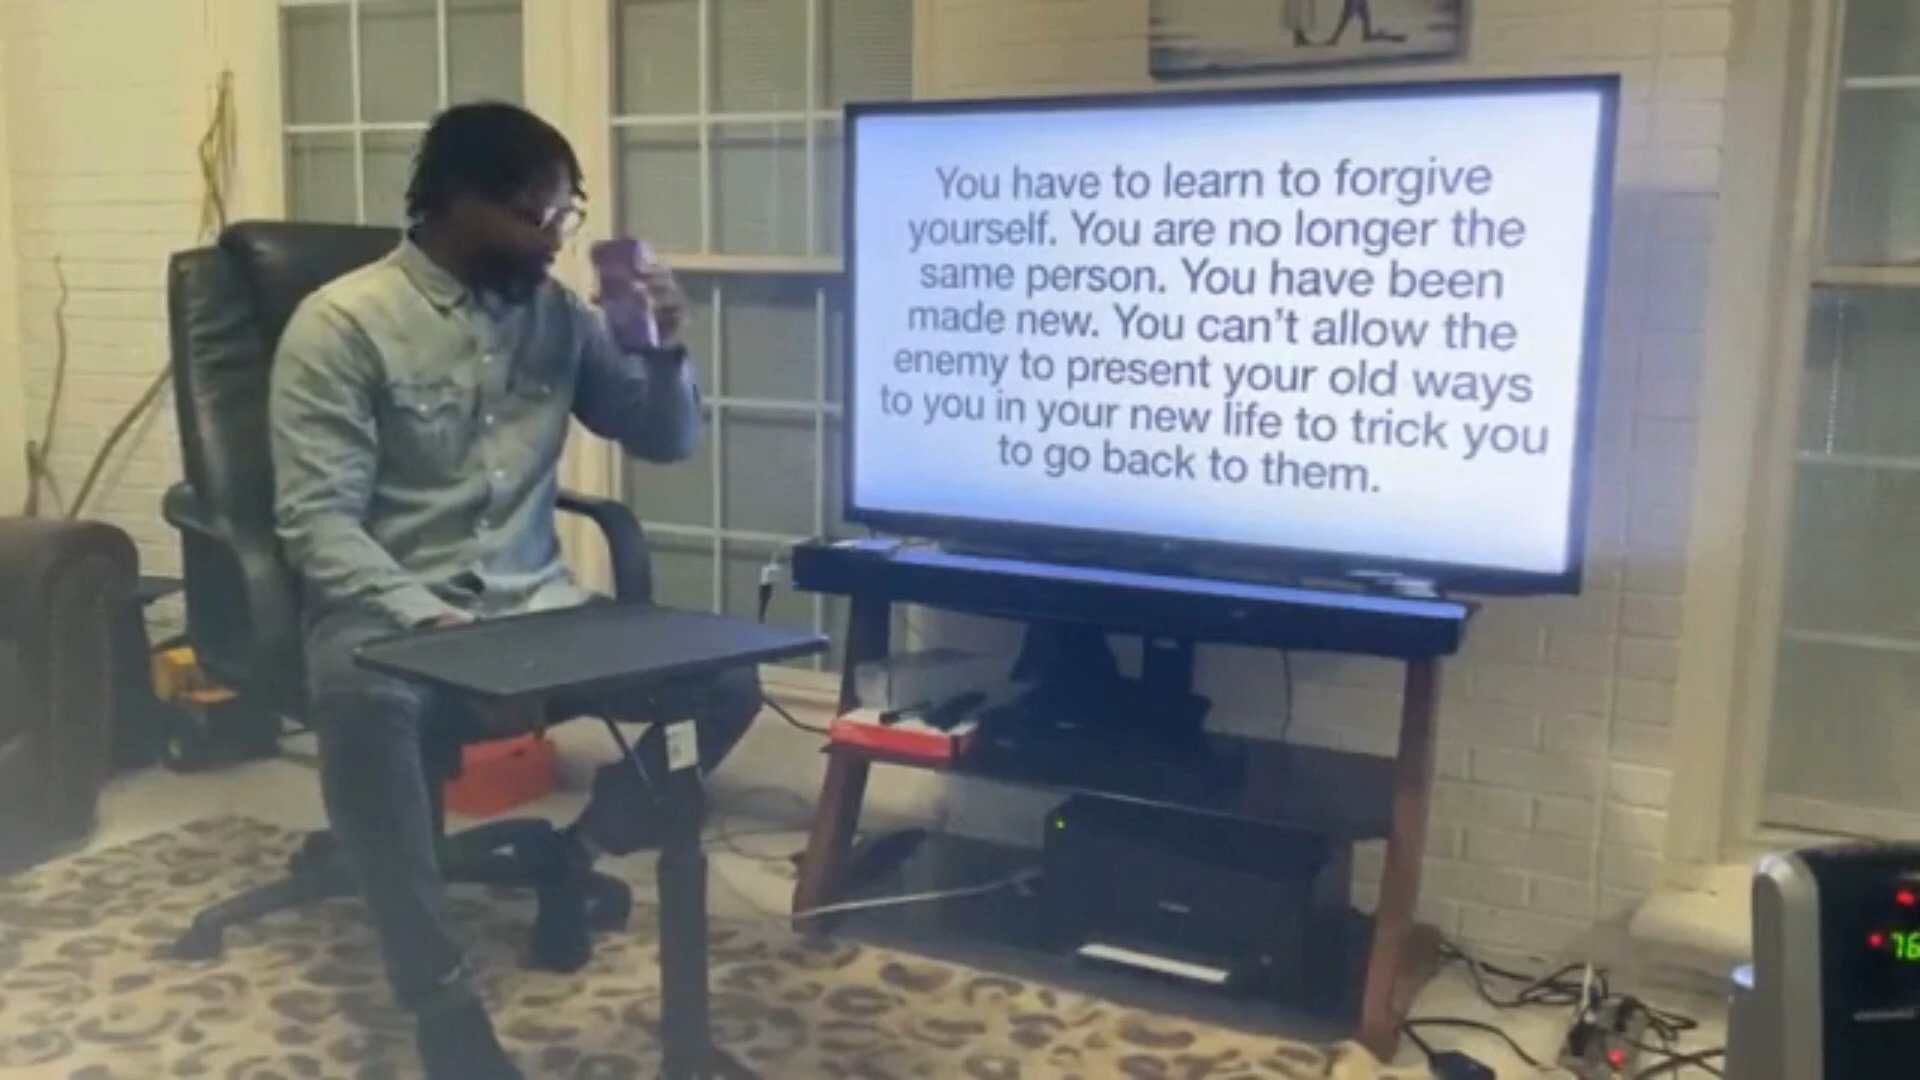 You have to learn to forgive
yourself. You are no longer the
same person. You have been
made new. You can't allow the
enemy to present your old ways
to you in your new life to trick you
to go back to them.
76